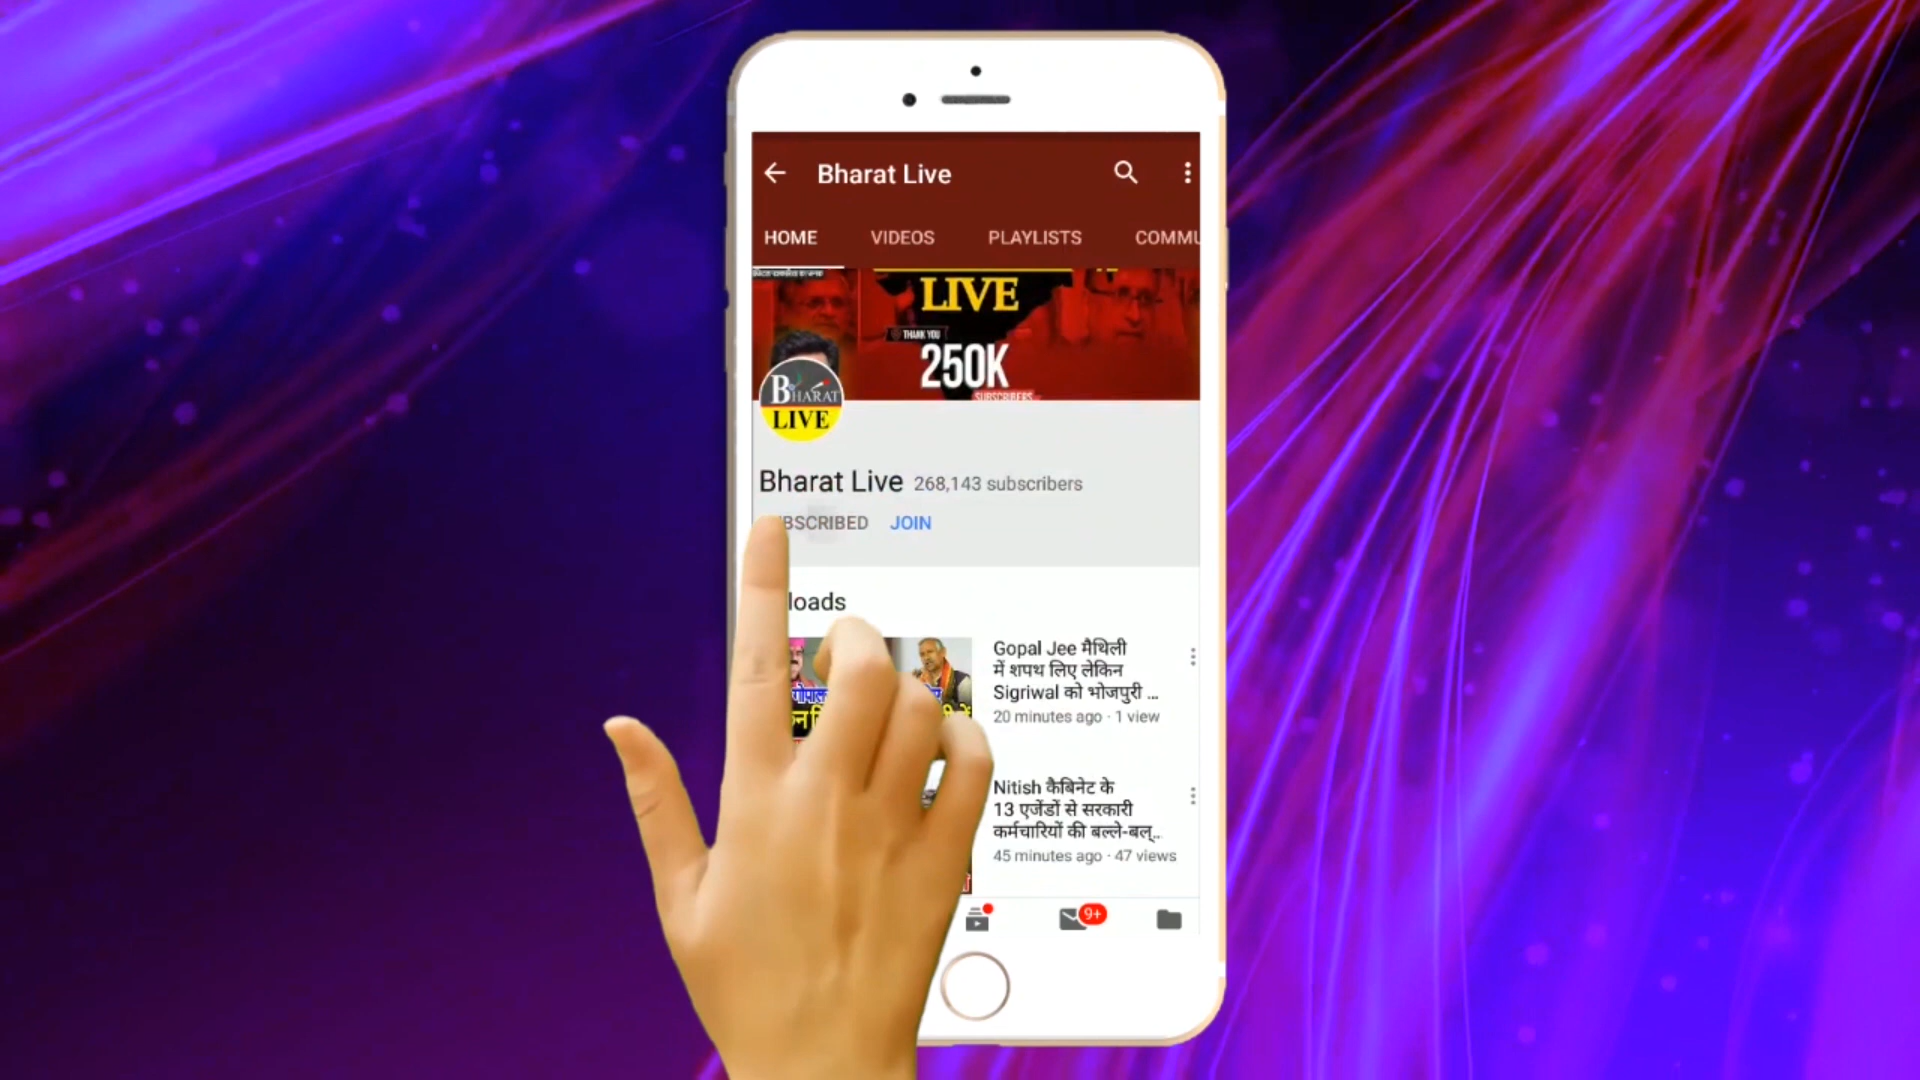 Bharat Live
HOME VIDEOS PLAYLISTS COMMU
LIVE
THANK YOU
250K
SUBSCRIBERS
BHARAT
LIVE
Bharat Live 268,143 subscribers
BSCRIBED JOIN
loads
Gopal Jee मैथिली
में शपथ लिए लेकिन
Sigriwal को भोजपुरी ...
20 minutes ago · 1 view
गोपाल
Nitish कैबिनेट के
13 एजेंडों से सरकारी
कर्मचारियों की बल्ले-बल्...
45 minutes ago · 47 views
9+